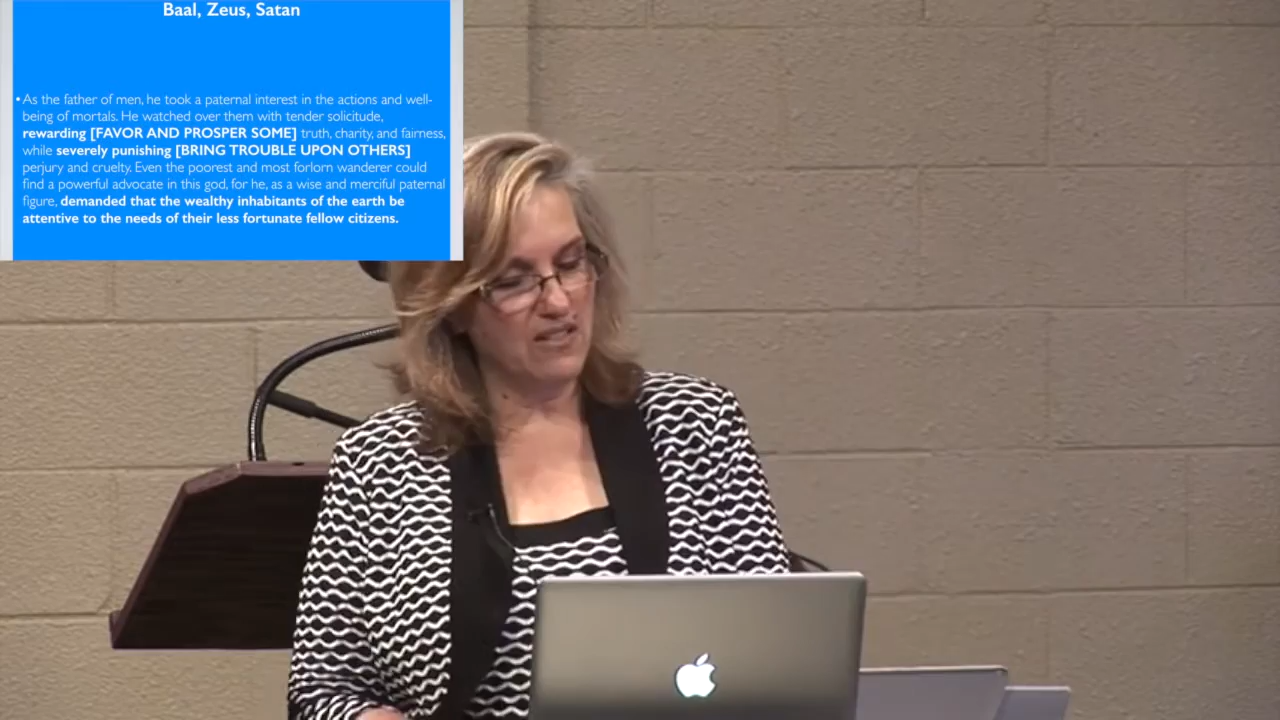 Baal, Zeus, Satan
• As the father of men, he took a paternal interest in the actions and well-
being of mortals. He watched over them with tender solicitude,
rewarding [FAVOR AND PROSPER SOME] truth, charity, and fairness,
while severely punishing [BRING TROUBLE UPON OTHERS]
perjury and cruelty. Even the poorest and most forlorn wanderer could
find a powerful advocate in this god, for he, as a wise and merciful paternal
figure, demanded that the wealthy inhabitants of the earth be
attentive to the needs of their less fortunate fellow citizens.